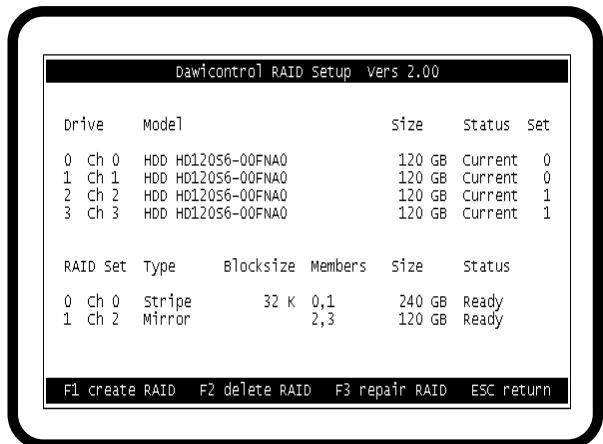 Dawicontrol RAID Setup Vers 2.00
Drive Model Size Status Set
0 Ch 0 HDD HD120S6-00FNA0 120 GB Current 0
1 Ch 1 HDD HD120S6-00FNA0 120 GB Current 0
2 Ch 2 HDD HD120S6-00FNA0 120 GB Current 1
3 Ch 3 HDD HD120S6-00FNA0 120 GB Current 1
RAID Set Type Blocksize Members Size Status
0 Ch 0 Stripe 32 K 0,1 240 GB Ready
1 Ch 2 Mirror 2,3 120 GB Ready
F1 create RAID F2 delete RAID F3 repair RAID ESC return